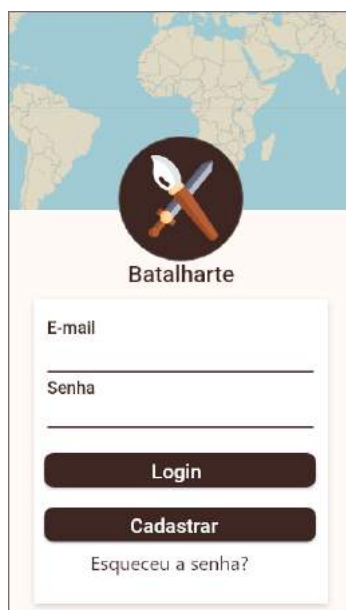 Batalharte
E-mail
Senha
Login
Cadastrar
Esqueceu a senha?